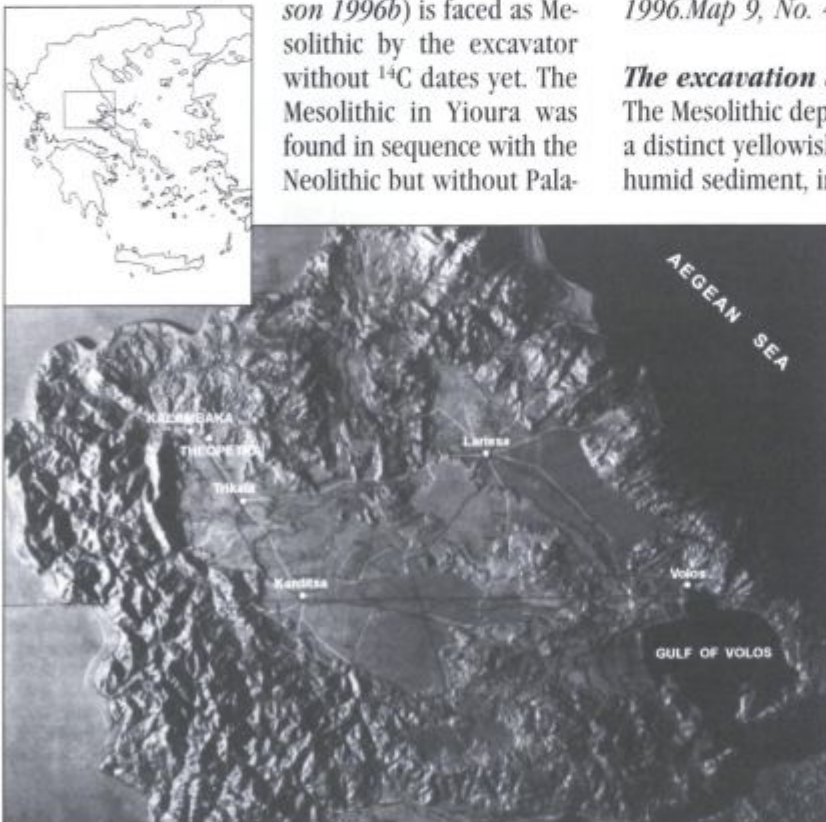 son 1996b) is faced as Me-
solithic by the excavator
without ¹⁴C dates yet. The
Mesolithic in Yioura was
found in sequence with the
Neolithic but without Pala-
1996.Map 9, No.
The excavation
The Mesolithic dep
a distinct yellowish
humid sediment, i
AEGEAN SEA
KALAMBAKA
THEOPETRA
Larissa
Trikala
Karditsa
Volos
GULF OF VOLOS